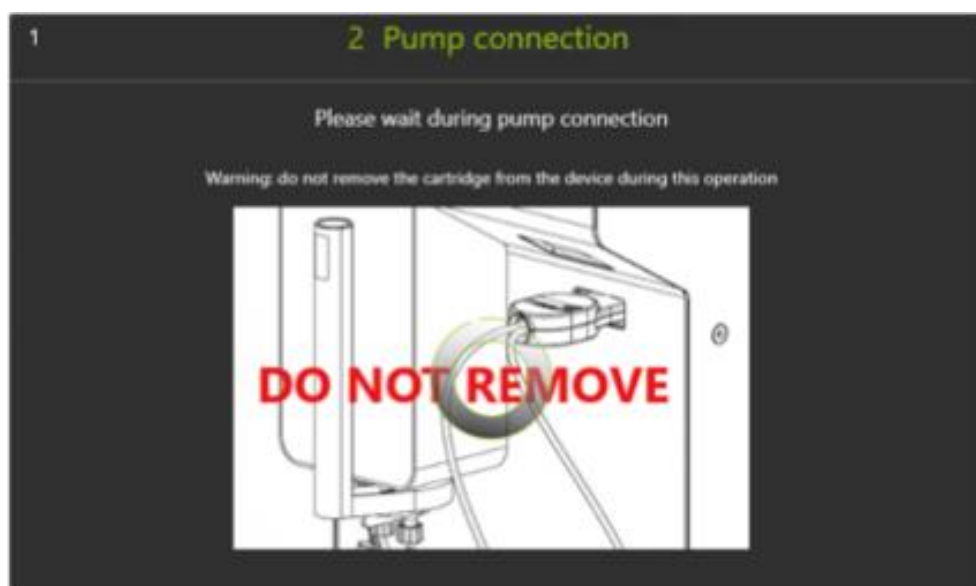 1
2 Pump connection
Please wait during pump connection
Warning: do not remove the cartridge from the device during this operation
DO NOT REMOVE